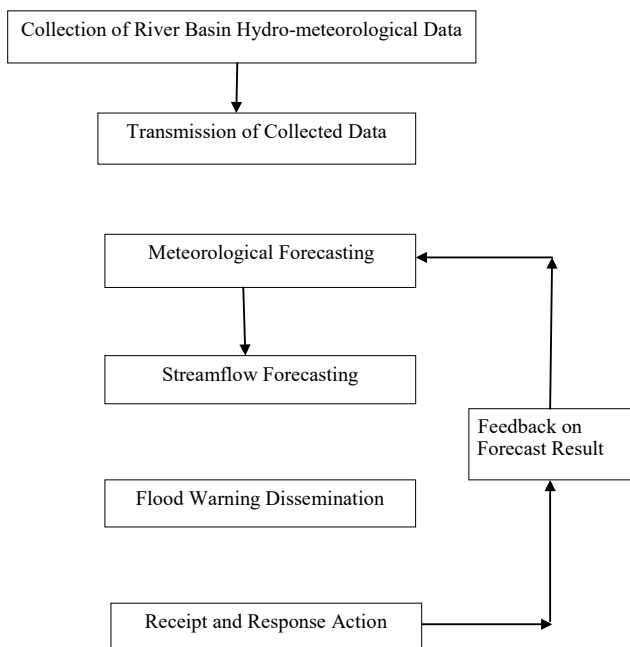 Collection of River Basin Hydro-meteorological Data
Transmission of Collected Data
Meteorological Forecasting
Streamflow Forecasting
Feedback on
Forecast Result
Flood Warning Dissemination
Receipt and Response Action